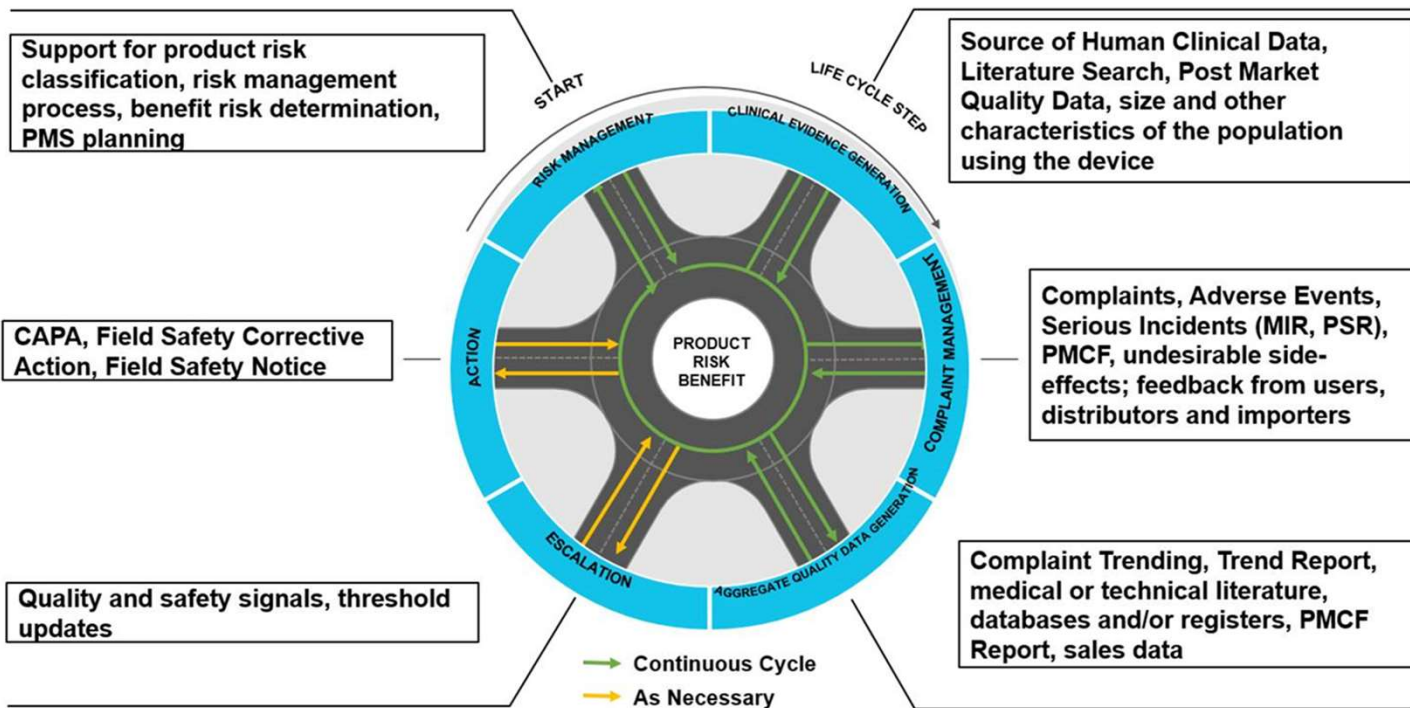 Support for product risk
classification, risk management
process, benefit risk determination,
PMS planning
START
LIFE CYCLE STEP
Source of Human Clinical Data,
Literature Search, Post Market
Quality Data, size and other
characteristics of the population
using the device
RISK MANAGEMENT
CLINICAL EVIDENCE GENERATION
CAPA, Field Safety Corrective
Action, Field Safety Notice
ACTION
PRODUCT
RISK
BENEFIT
COMPLAINT MANAGEMENT
Complaints, Adverse Events,
Serious Incidents (MIR, PSR),
PMCF, undesirable side-
effects; feedback from users,
distributors and importers
Quality and safety signals, threshold
updates
ESCALATION
AGGREGATE QUALITY DATA GENERATION
Complaint Trending, Trend Report,
medical or technical literature,
databases and/or registers, PMCF
Report, sales data
Continuous Cycle
As Necessary